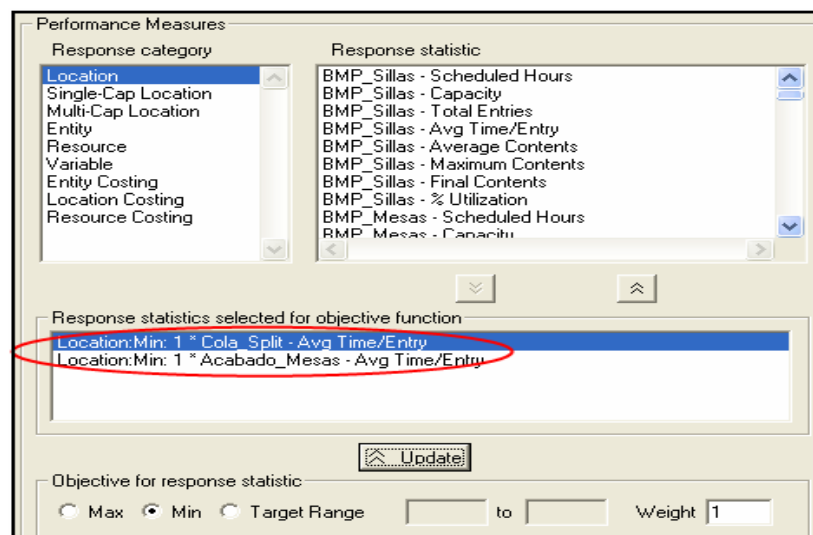 Performance Measures
Response category
Location
Single-Cap Location
Multi-Cap Location
Entity
Resource
Variable
Entity Costing
Location Costing
Resource Costing
Response statistic
BMP_Sillas - Scheduled Hours
BMP_Sillas - Capacity
BMP_Sillas - Total Entries
BMP_Sillas - Avg Time/Entry
BMP_Sillas - Average Contents
BMP_Sillas - Maximum Contents
BMP_Sillas - Final Contents
BMP_Sillas - % Utilization
BMP_Mesas - Scheduled Hours
BMP_Mesas - Capacity
Response statistics selected for objective function
Location:Min: 1 * Cola_Split - Avg Time/Entry
Location:Min: 1 * Acabado_Mesas - Avg Time/Entry
Update
Objective for response statistic
Max Min Target Range to Weight 1